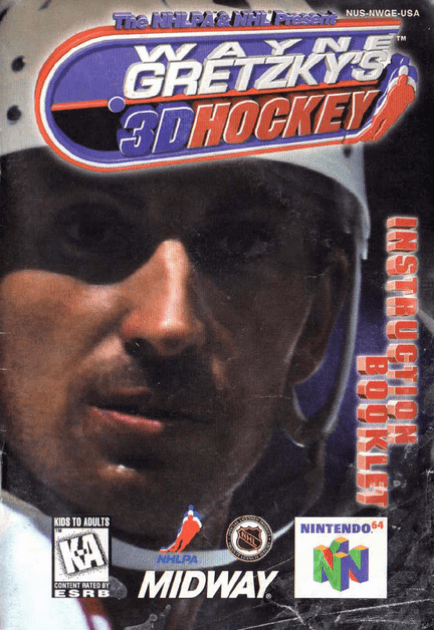 The NHLPA & NHL Present
NUS-NWGE-USA
WAYNE
GRETZKY'S
TM
3D HOCKEY
INSTRUCTION
BOOKLET
KIDS TO ADULTS
K-A
CONTENT RATED BY
ESRB
NHLPA
NHL
MIDWAY
NINTENDO 64
N